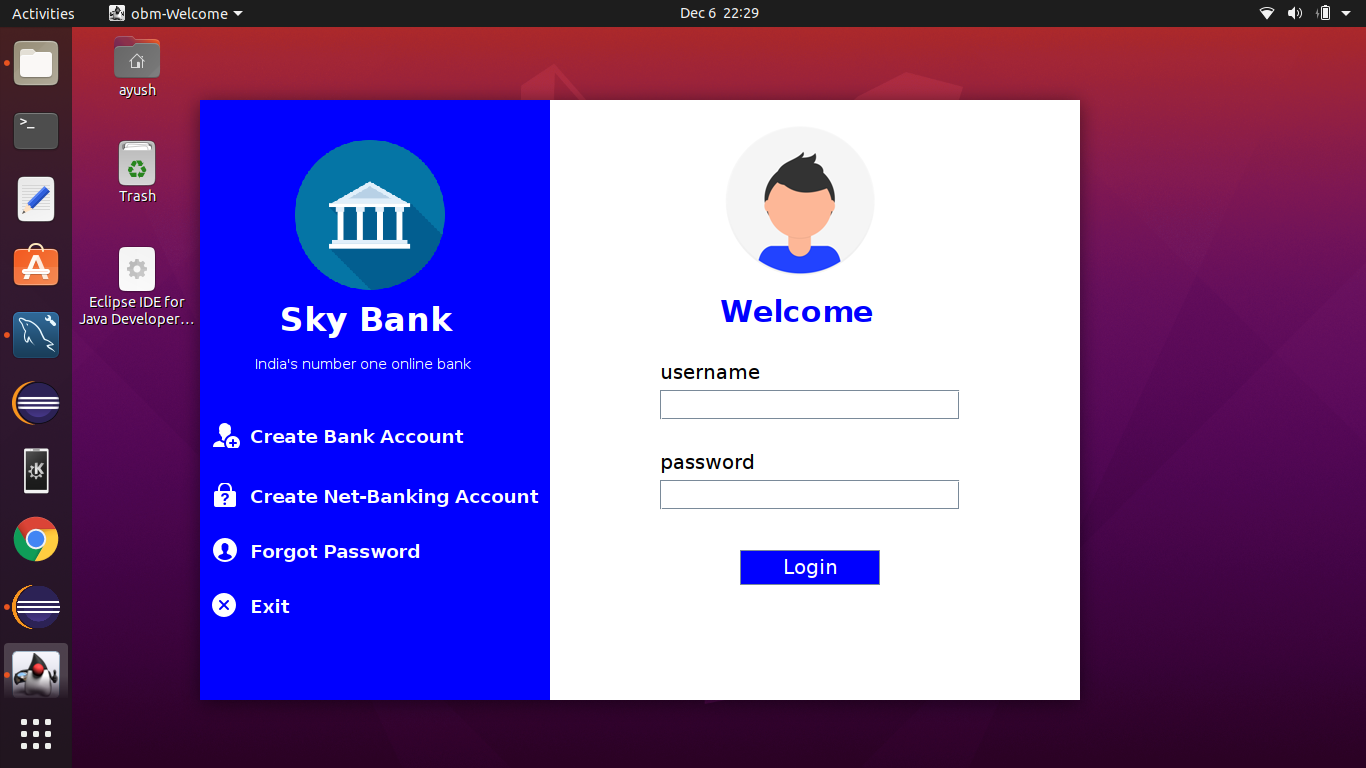 Activities
obm-Welcome
Dec 6 22:29
ayush
Trash
Eclipse IDE for
Java Developer…
>_
K
Sky Bank
India's number one online bank
Create Bank Account
Create Net-Banking Account
Forgot Password
Exit
Welcome
username
password
Login